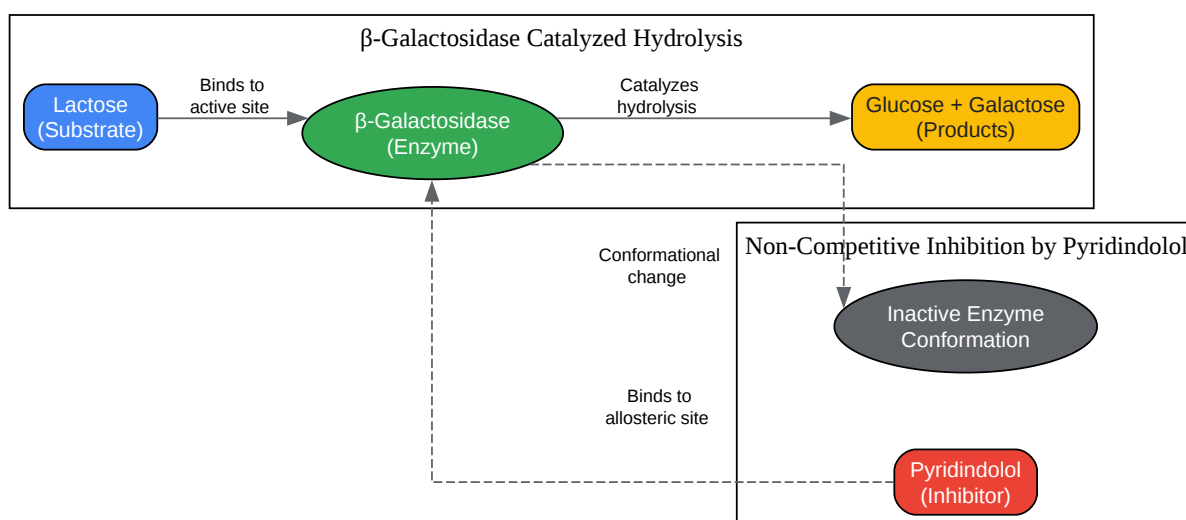 β-Galactosidase Catalyzed Hydrolysis
Lactose
(Substrate)
Binds to
active site
β-Galactosidase
(Enzyme)
Catalyzes
hydrolysis
Glucose + Galactose
(Products)
Conformational
change
Non-Competitive Inhibition by Pyridindolol
Inactive Enzyme
Conformation
Binds to
allosteric site
Pyridindolol
(Inhibitor)